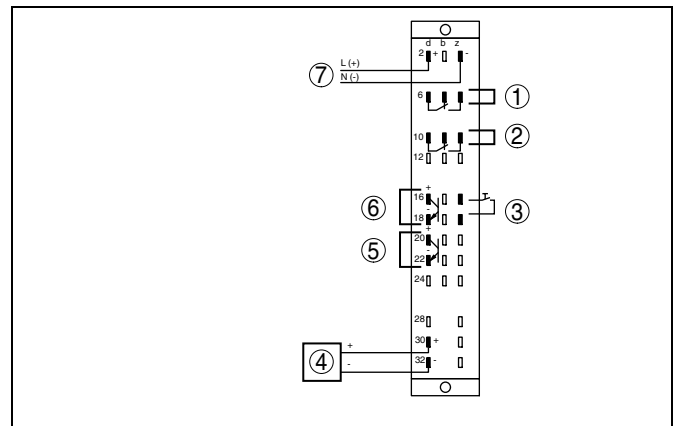 d b z
2 + -
L (+)
⑦
N (-)
6 ①
10 ②
12
+
16
⑥ - ③
18
+
20
⑤ -
22
24
28
+ 30 +
④
- 32 -